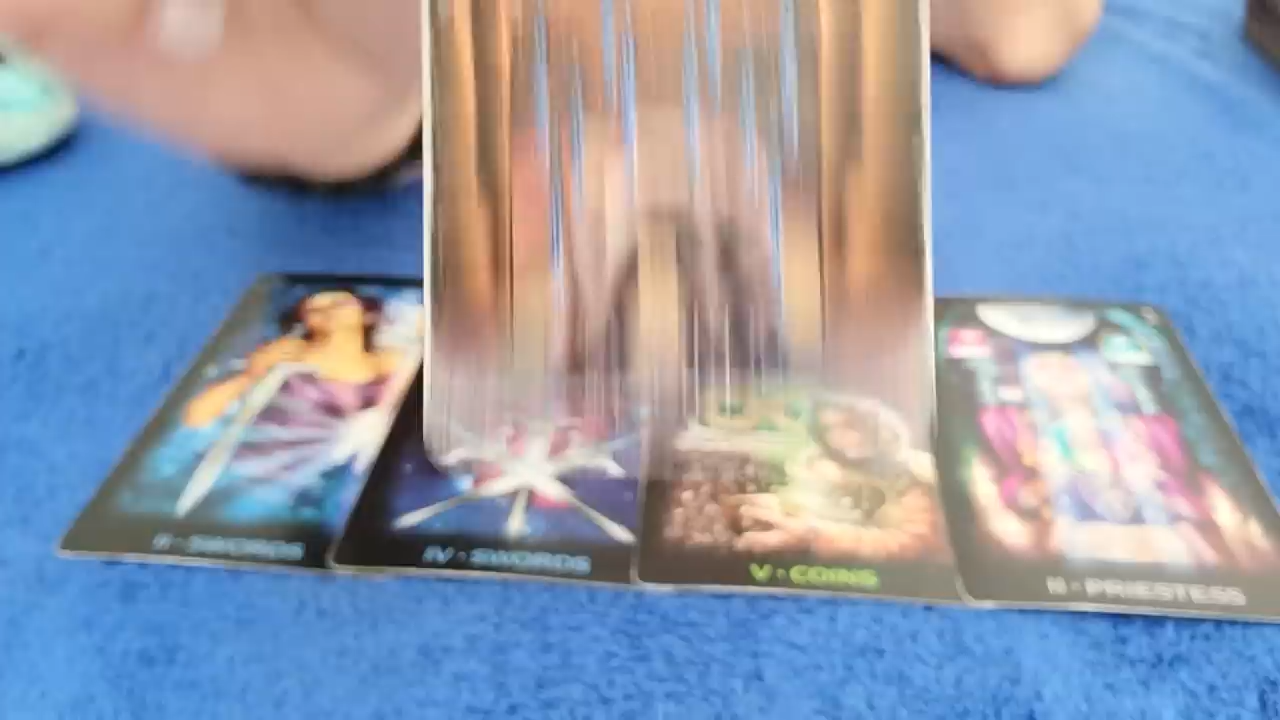 II · SWORDS
IV · SWORDS
V · COINS
II · PRIESTESS